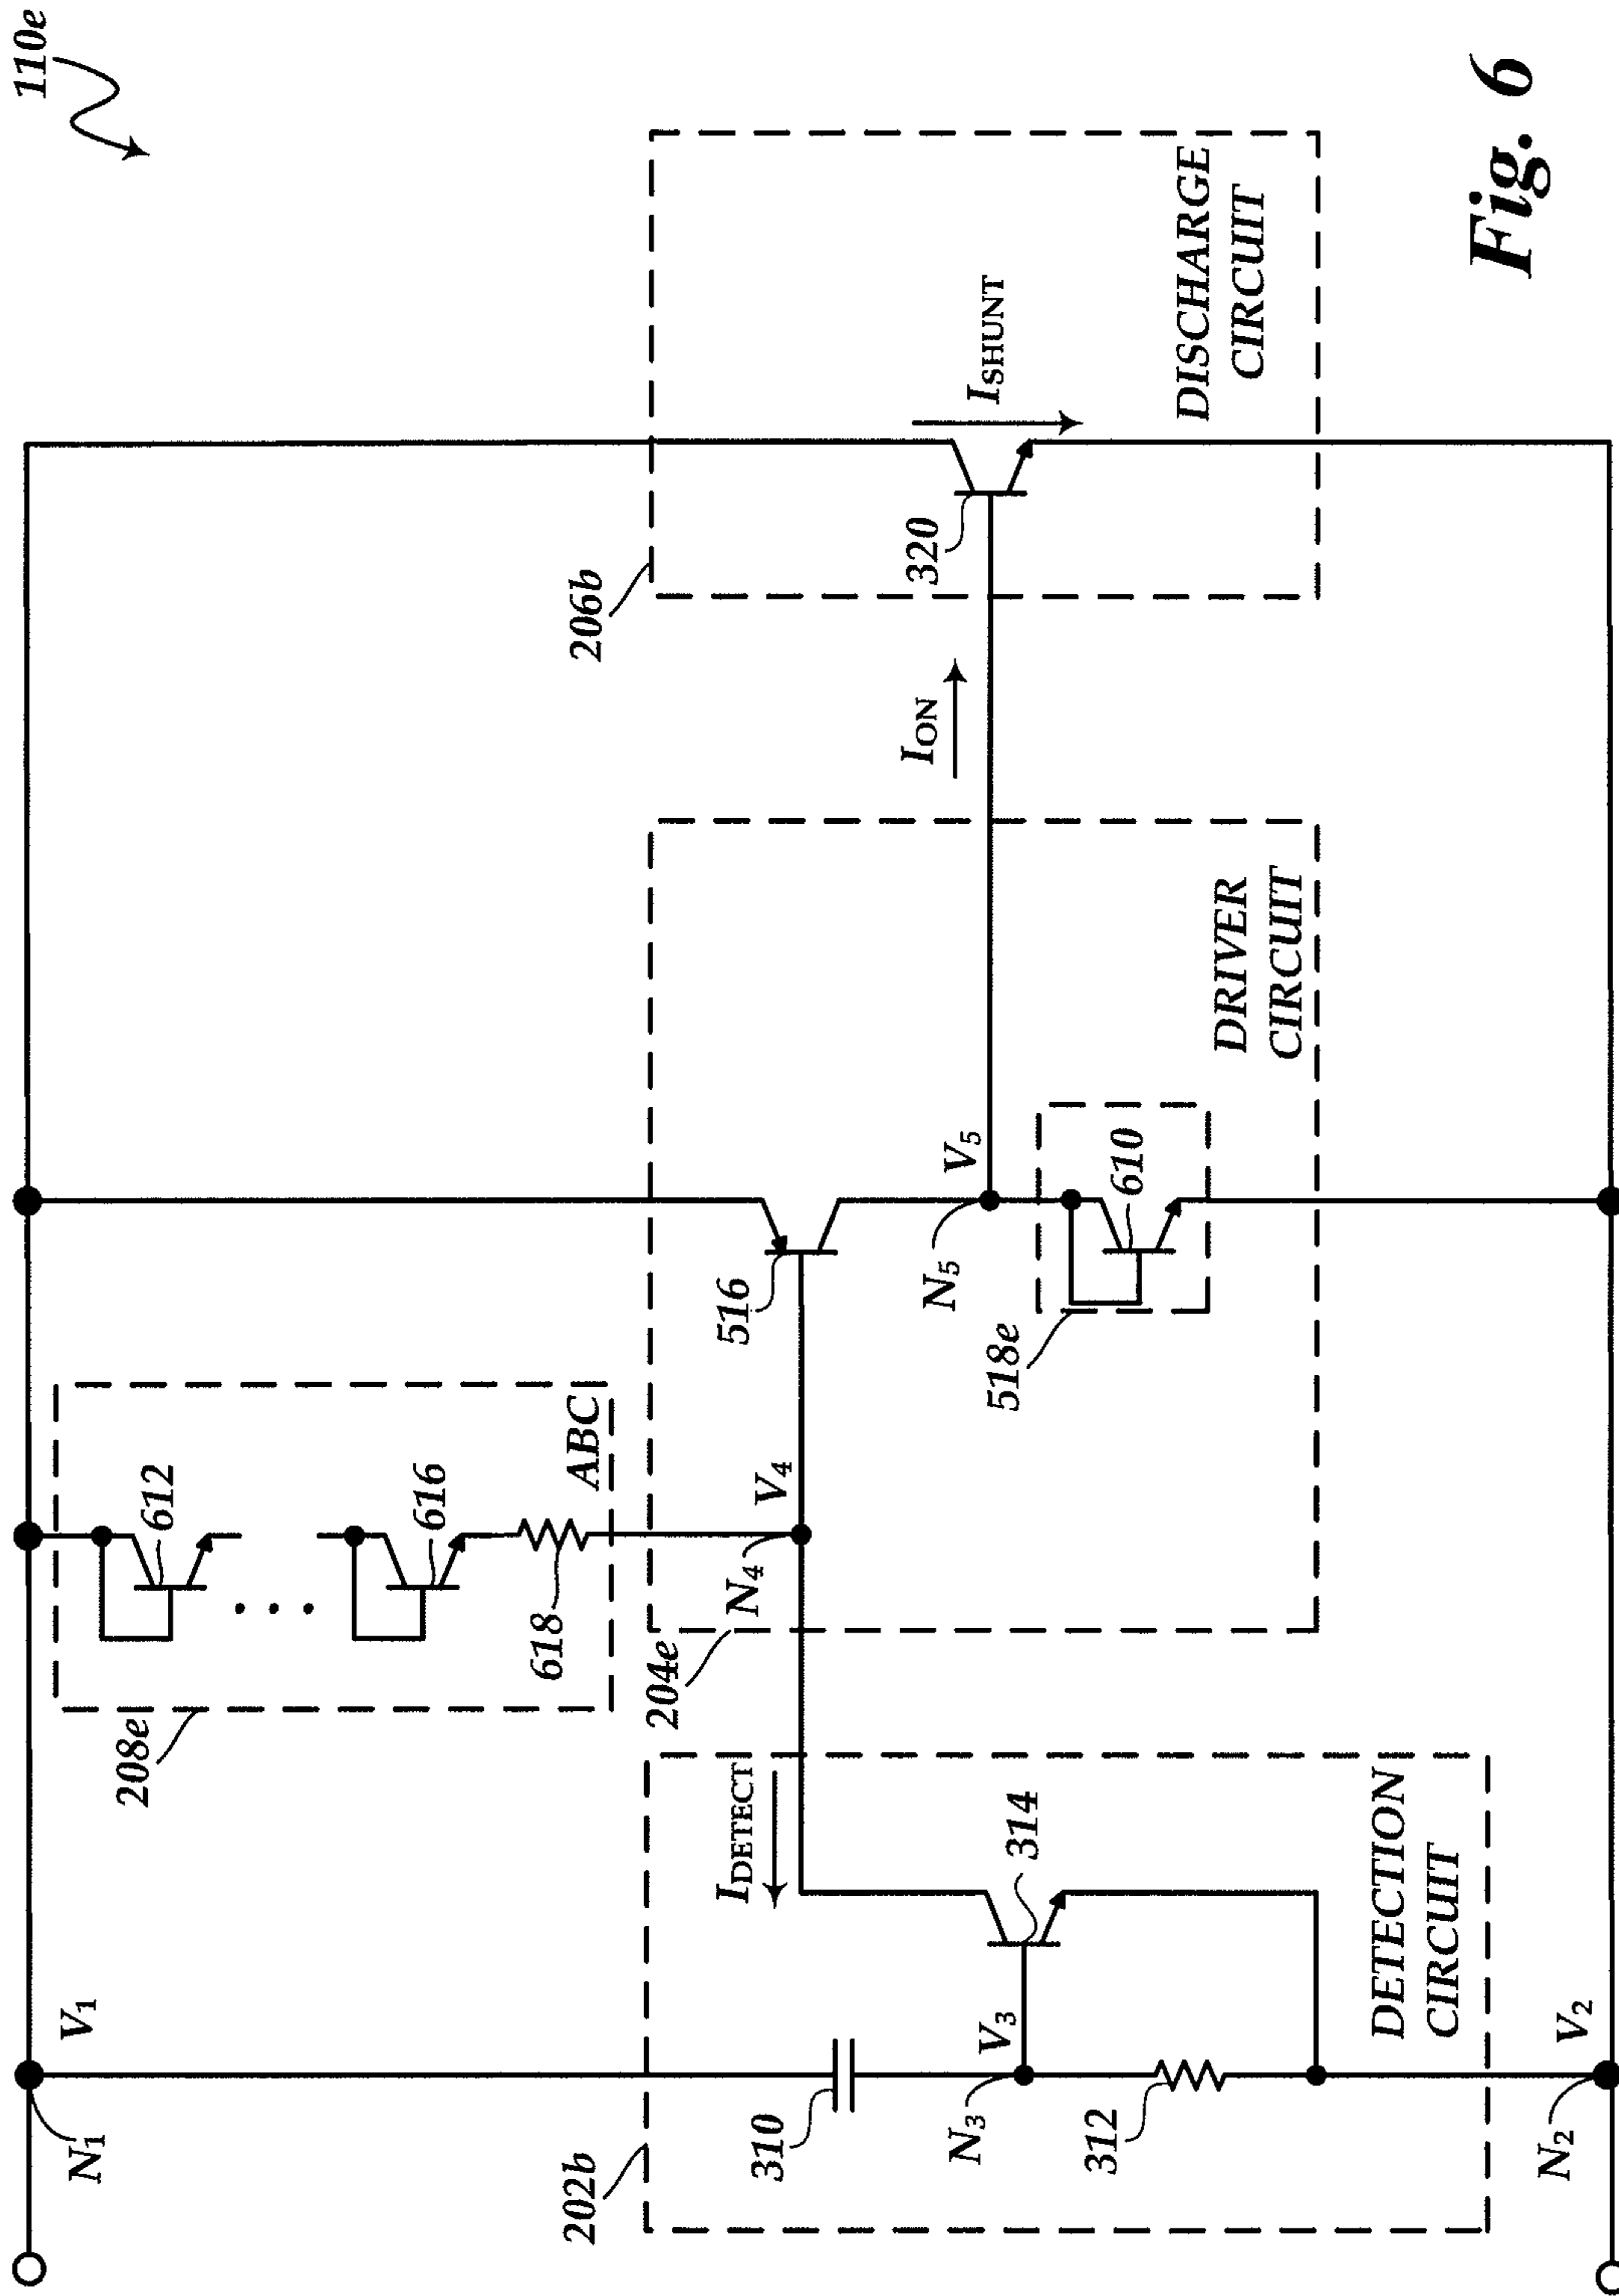 110e
N1
V1
208e
612
616
618
ABC
202b
310
N3
V3
312
314
IDETECT
DETECTION
CIRCUIT
204e
N4
V4
516
N5
V5
518e
610
DRIVER
CIRCUIT
ION
206b
320
ISHUNT
DISCHARGE
CIRCUIT
N2
V2
Fig. 6